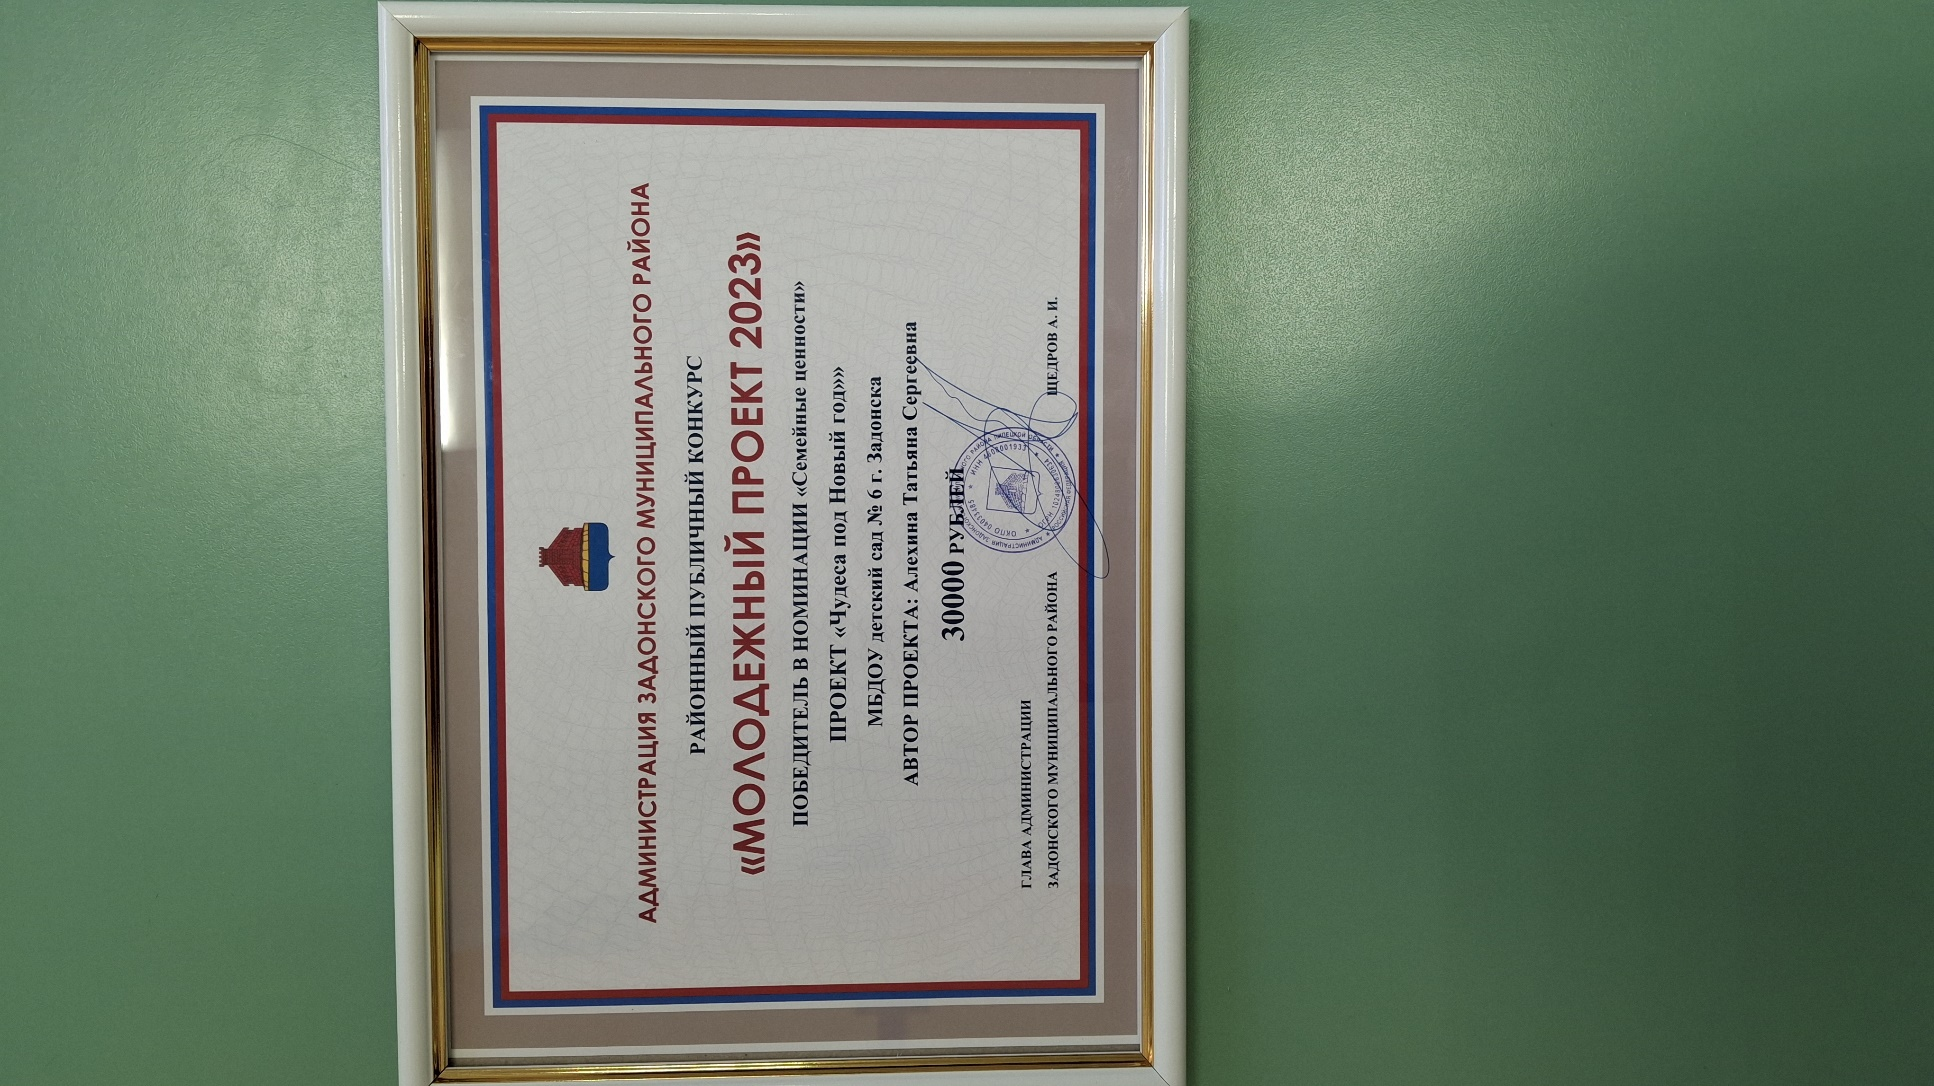 АДМИНИСТРАЦИЯ ЗАДОНСКОГО МУНИЦИПАЛЬНОГО РАЙОНА
РАЙОННЫЙ ПУБЛИЧНЫЙ КОНКУРС
«МОЛОДЕЖНЫЙ ПРОЕКТ 2023»
ПОБЕДИТЕЛЬ В НОМИНАЦИИ «Семейные ценности»
ПРОЕКТ «Чудеса под Новый год»»
МБДОУ детский сад № 6 г. Задонска
АВТОР ПРОЕКТА: Алехина Татьяна Сергеевна
30000 РУБЛЕЙ
ГЛАВА АДМИНИСТРАЦИИ
ЗАДОНСКОГО МУНИЦИПАЛЬНОГО РАЙОНА ЩЕДРОВ А. И.